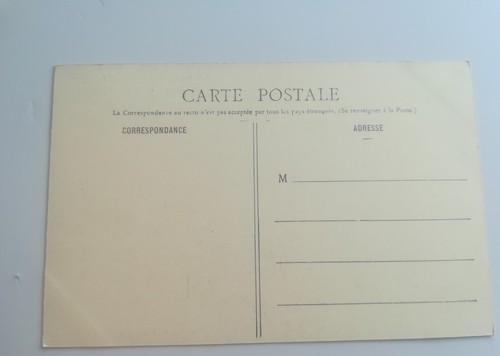 CARTE POSTALE
La Correspondance au recto n'est pas acceptée par tous les pays étrangers. (Se renseigner à la Poste.)
CORRESPONDANCE
ADRESSE
M